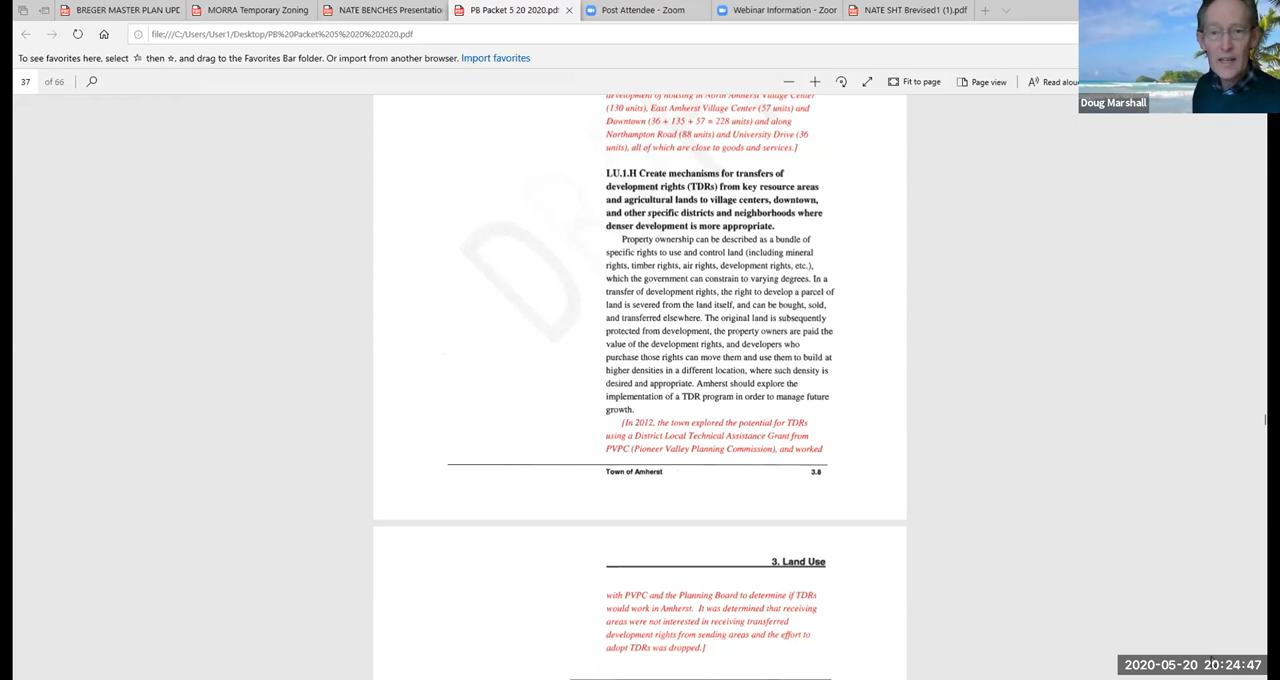 BREGER MASTER PLAN UPD
MORRA Temporary Zoning
NATE BENCHES Presentatio
PB Packet 5 20 2020.pdf
Post Attendee - Zoom
Webinar Information - Zoor
NATE SHT Brevised1 (1).pdf
file:///C:/Users/User1/Desktop/PB%20Packet%205%2020%202020.pdf
To see favorites here, select ☆ then ☆, and drag to the Favorites Bar folder. Or import from another browser. Import favorites
37 of 66
Fit to page
Page view
Read alou
Doug Marshall
development of housing in North Amherst Village Center
(130 units), East Amherst Village Center (57 units) and
Downtown (36 + 135 + 57 = 228 units) and along
Northampton Road (88 units) and University Drive (36
units), all of which are close to goods and services.]
LU.1.H Create mechanisms for transfers of
development rights (TDRs) from key resource areas
and agricultural lands to village centers, downtown,
and other specific districts and neighborhoods where
denser development is more appropriate.
Property ownership can be described as a bundle of
specific rights to use and control land (including mineral
rights, timber rights, air rights, development rights, etc.),
which the government can constrain to varying degrees. In a
transfer of development rights, the right to develop a parcel of
land is severed from the land itself, and can be bought, sold,
and transferred elsewhere. The original land is subsequently
protected from development, the property owners are paid the
value of the development rights, and developers who
purchase those rights can move them and use them to build at
higher densities in a different location, where such density is
desired and appropriate. Amherst should explore the
implementation of a TDR program in order to manage future
growth.
[In 2012, the town explored the potential for TDRs
using a District Local Technical Assistance Grant from
PVPC (Pioneer Valley Planning Commission), and worked
Town of Amherst 3.8
3. Land Use
with PVPC and the Planning Board to determine if TDRs
would work in Amherst. It was determined that receiving
areas were not interested in receiving transferred
development rights from sending areas and the effort to
adopt TDRs was dropped.]
2020-05-20 20:24:47